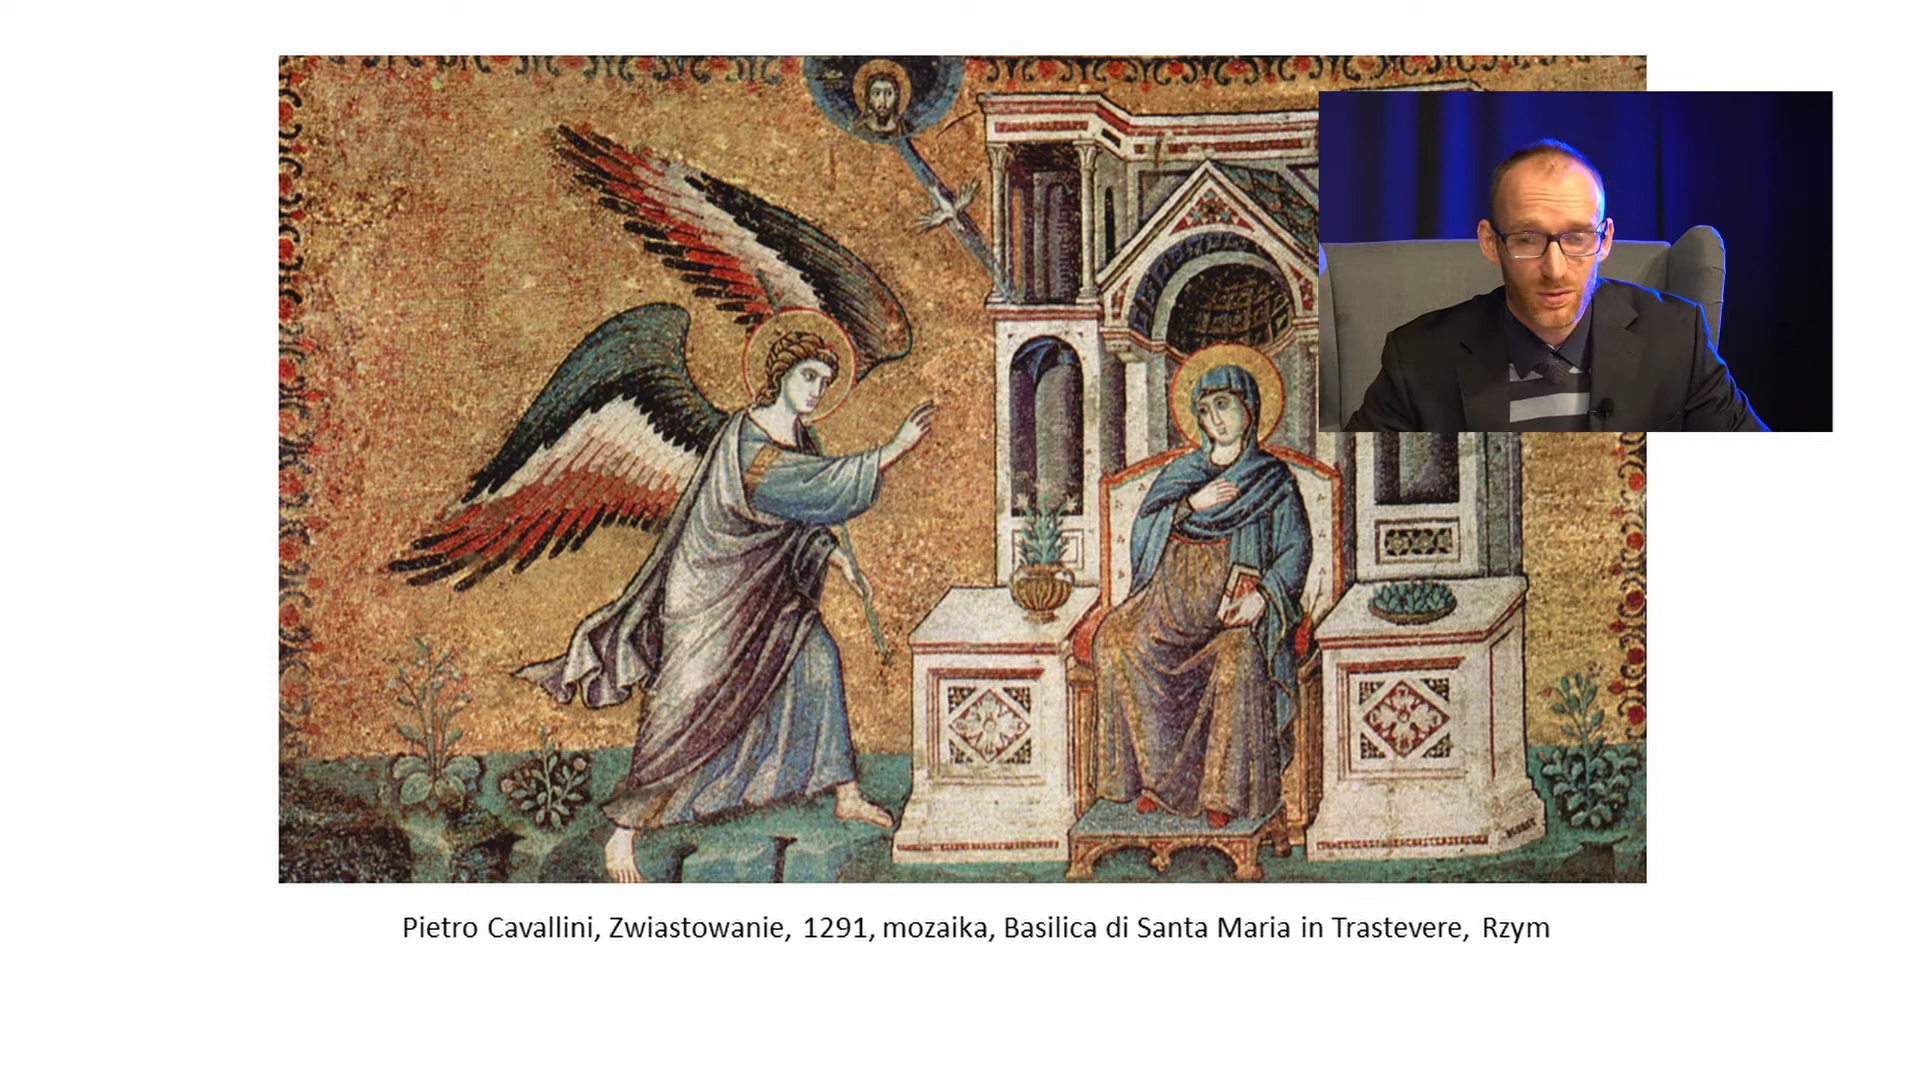 Pietro Cavallini, Zwiastowanie, 1291, mozaika, Basilica di Santa Maria in Trastevere, Rzym